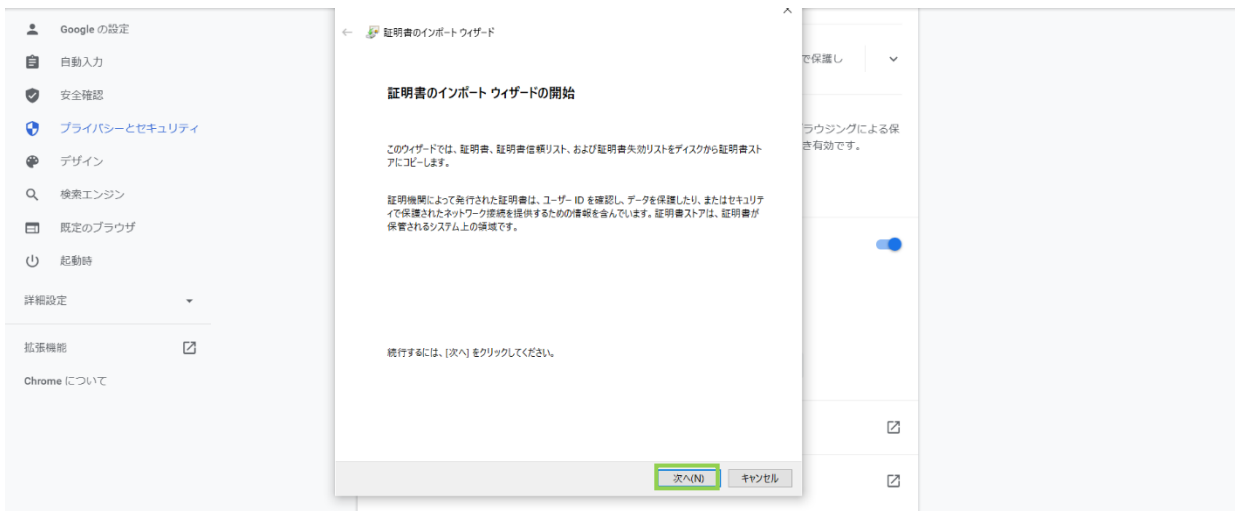 Google の設定
自動入力
安全確認
プライバシーとセキュリティ
デザイン
検索エンジン
既定のブラウザ
起動時
詳細設定
拡張機能
Chrome について
証明書のインポート ウィザード
証明書のインポート ウィザードの開始
このウィザードでは、証明書、証明書信頼リスト、および証明書失効リストをディスクから証明書スト
アにコピーします。
証明機関によって発行された証明書は、ユーザー ID を確認し、データを保護したり、またはセキュリテ
ィで保護されたネットワーク接続を提供するための情報を含んでいます。証明書ストアは、証明書が
保管されるシステム上の領域です。
続行するには、[次へ] をクリックしてください。
次へ(N)
キャンセル
で保護し
ラウジングによる保
き有効です。